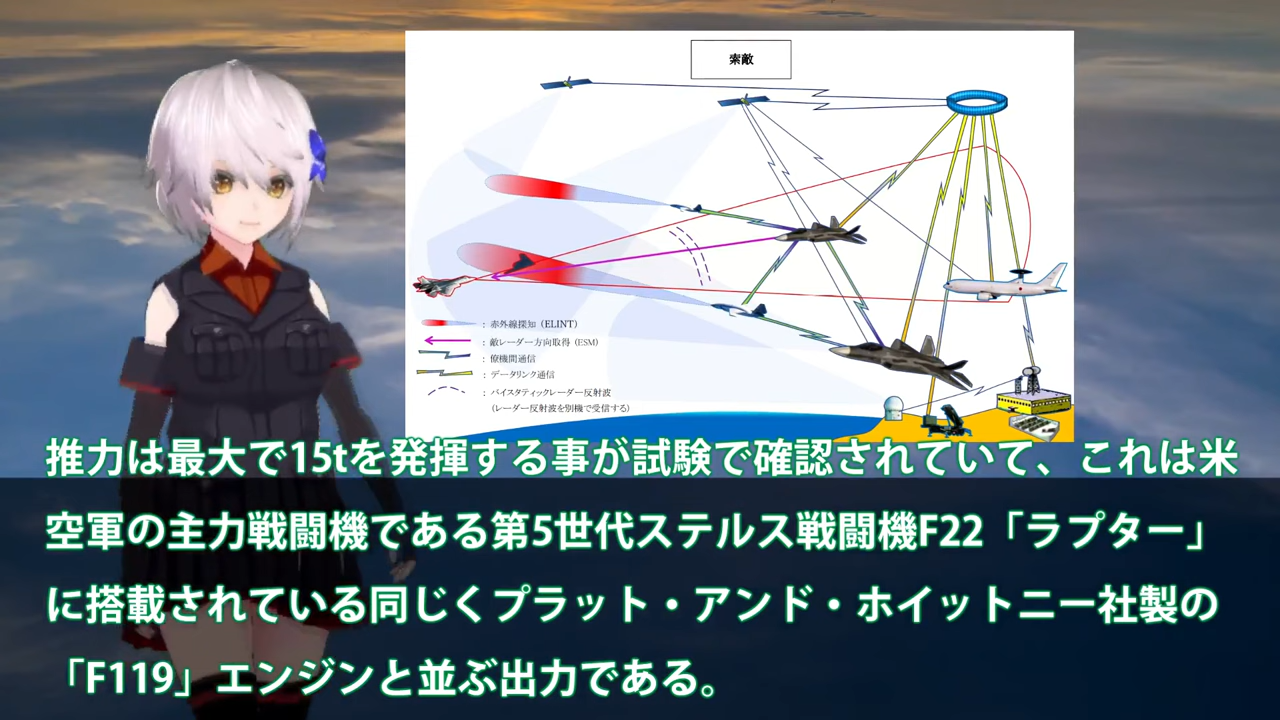 索敵
：赤外線探知（ELINT）
：敵レーダー方向取得（ESM）
：僚機間通信
：データリンク通信
：バイスタティックレーダー反射波
（レーダー反射波を別機で受信する）
推力は最大で15tを発揮する事が試験で確認されていて、これは米
空軍の主力戦闘機である第5世代ステルス戦闘機F22「ラプター」
に搭載されている同じくプラット・アンド・ホイットニー社製の
「F119」エンジンと並ぶ出力である。